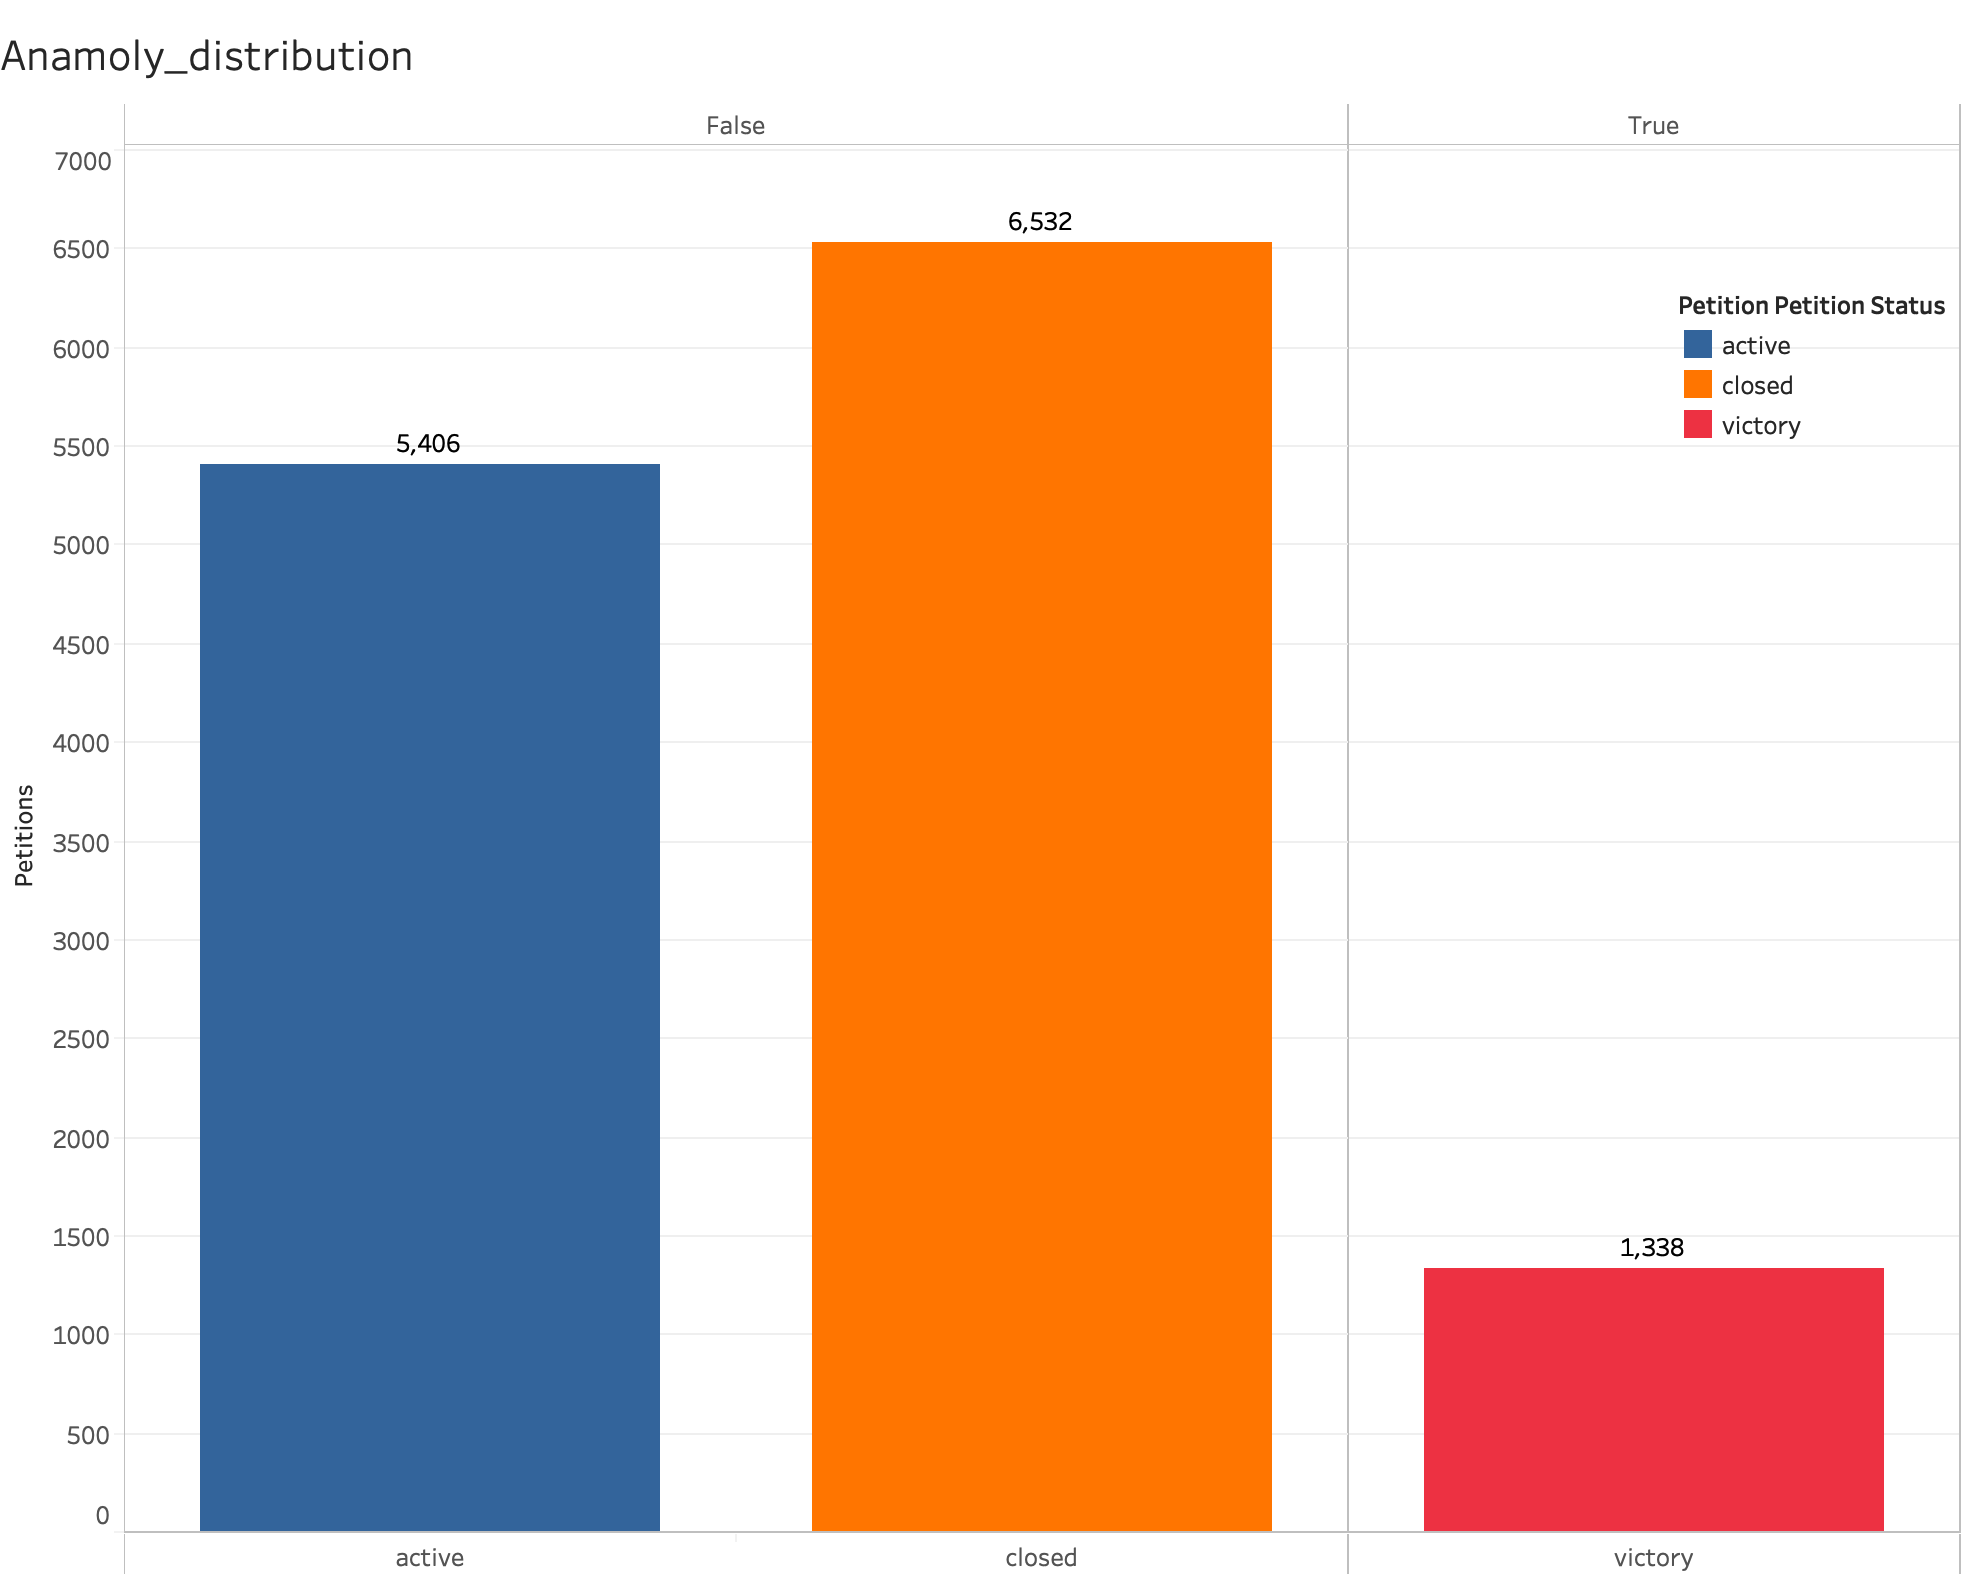 Anamoly_distribution
False
True
7000
6500
6000
5500
5000
4500
4000
3500
3000
2500
2000
1500
1000
500
0
Petitions
5,406
6,532
1,338
Petition Petition Status
active
closed
victory
active
closed
victory